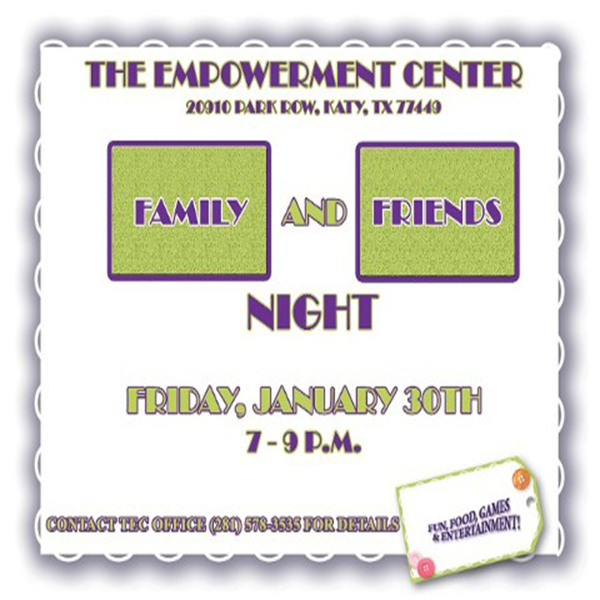 THE EMPOWERMENT CENTER
20910 PARK ROW, KATY, TX 77449
FAMILY AND FRIENDS
NIGHT
FRIDAY, JANUARY 30TH
7 - 9 P.M.
CONTACT TEC OFFICE (281) 578-3535 FOR DETAILS
FUN, FOOD, GAMES
& ENTERTAINMENT!